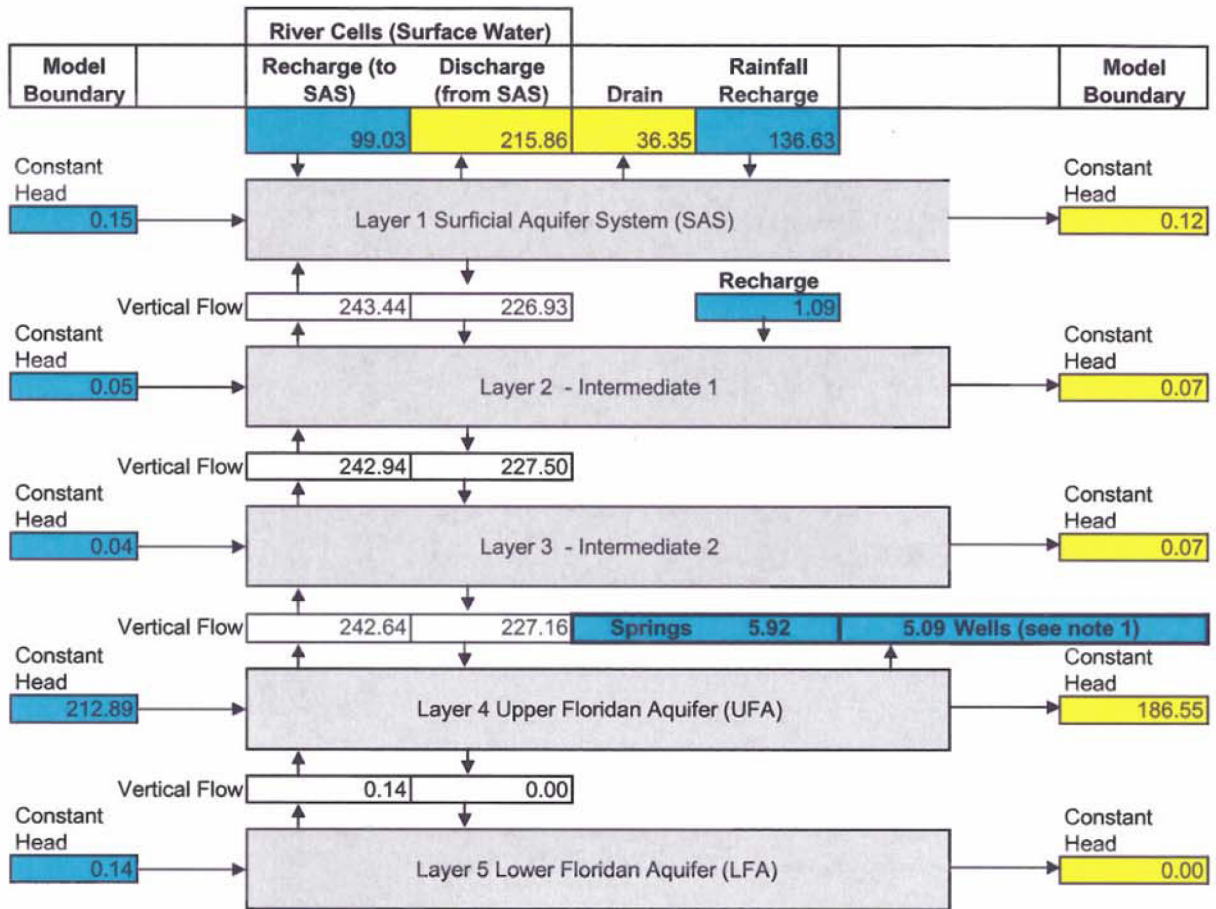 River Cells (Surface Water)
Model Boundary
Recharge (to SAS)
Discharge (from SAS)
Drain
Rainfall Recharge
Model Boundary
99.03 215.86 36.35 136.63
Constant Head
0.15
Layer 1 Surficial Aquifer System (SAS)
Constant Head
0.12
Vertical Flow 243.44 226.93
Recharge
1.09
Constant Head
0.05
Layer 2 - Intermediate 1
Constant Head
0.07
Vertical Flow 242.94 227.50
Constant Head
0.04
Layer 3 - Intermediate 2
Constant Head
0.07
Vertical Flow 242.64 227.16 Springs 5.92 5.09 Wells (see note 1)
Constant Head
212.89
Layer 4 Upper Floridan Aquifer (UFA)
Constant Head
186.55
Vertical Flow 0.14 0.00
Constant Head
0.14
Layer 5 Lower Floridan Aquifer (LFA)
Constant Head
0.00